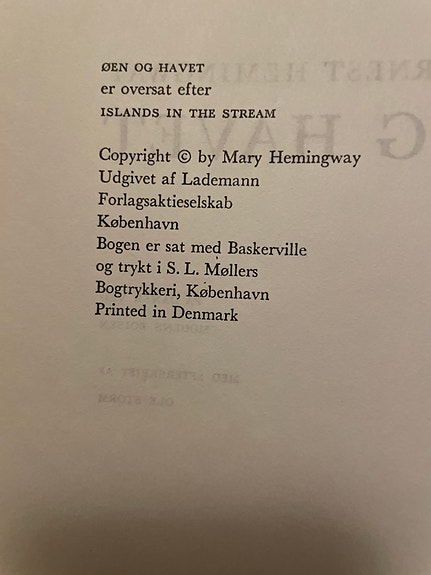 ØEN OG HAVET
er oversat efter
ISLANDS IN THE STREAM
Copyright © by Mary Hemingway
Udgivet af Lademann
Forlagsaktieselskab
København
Bogen er sat med Baskerville
og trykt i S. L. Møllers
Bogtrykkeri, København
Printed in Denmark